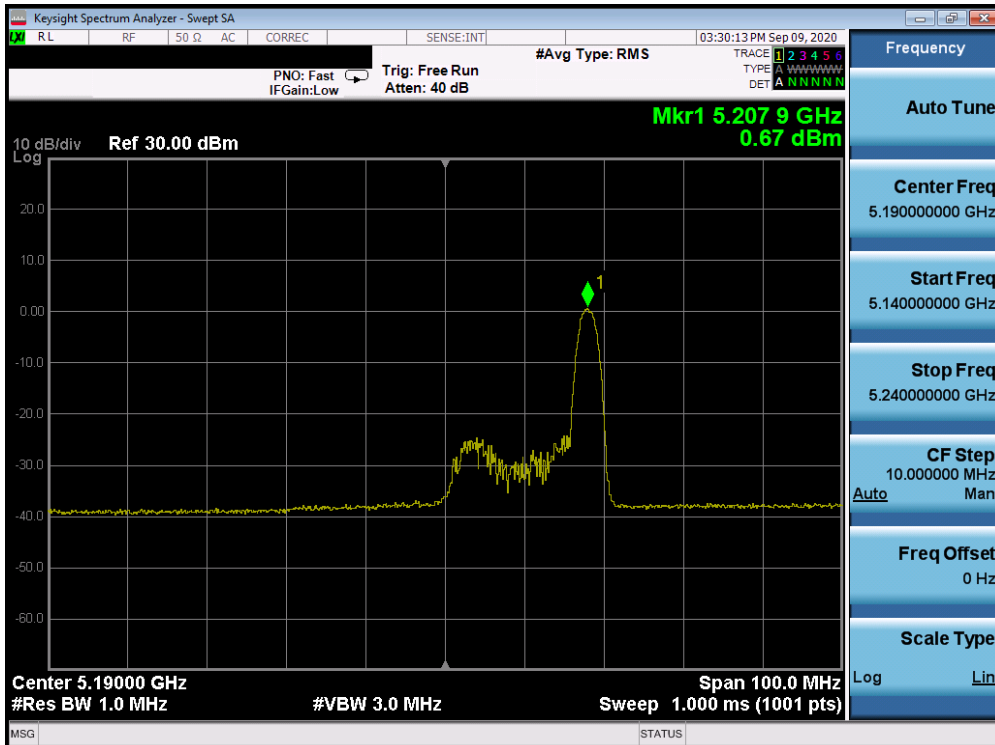 Keysight Spectrum Analyzer - Swept SA
LXI RL RF 50 Ω AC CORREC SENSE:INT 03:30:13 PM Sep 09, 2020
#Avg Type: RMS TRACE 1 2 3 4 5 6
PNO: Fast Trig: Free Run TYPE A WWWWW
IFGain:Low Atten: 40 dB DET A N N N N N
Mkr1 5.207 9 GHz
0.67 dBm
10 dB/div Ref 30.00 dBm
Log
20.0
10.0
1
0.00
-10.0
-20.0
-30.0
-40.0
-50.0
-60.0
Center 5.19000 GHz Span 100.0 MHz
#Res BW 1.0 MHz #VBW 3.0 MHz Sweep 1.000 ms (1001 pts)
MSG STATUS
Frequency
Auto Tune
Center Freq
5.190000000 GHz
Start Freq
5.140000000 GHz
Stop Freq
5.240000000 GHz
CF Step
10.000000 MHz
Auto Man
Freq Offset
0 Hz
Scale Type
Log Lin